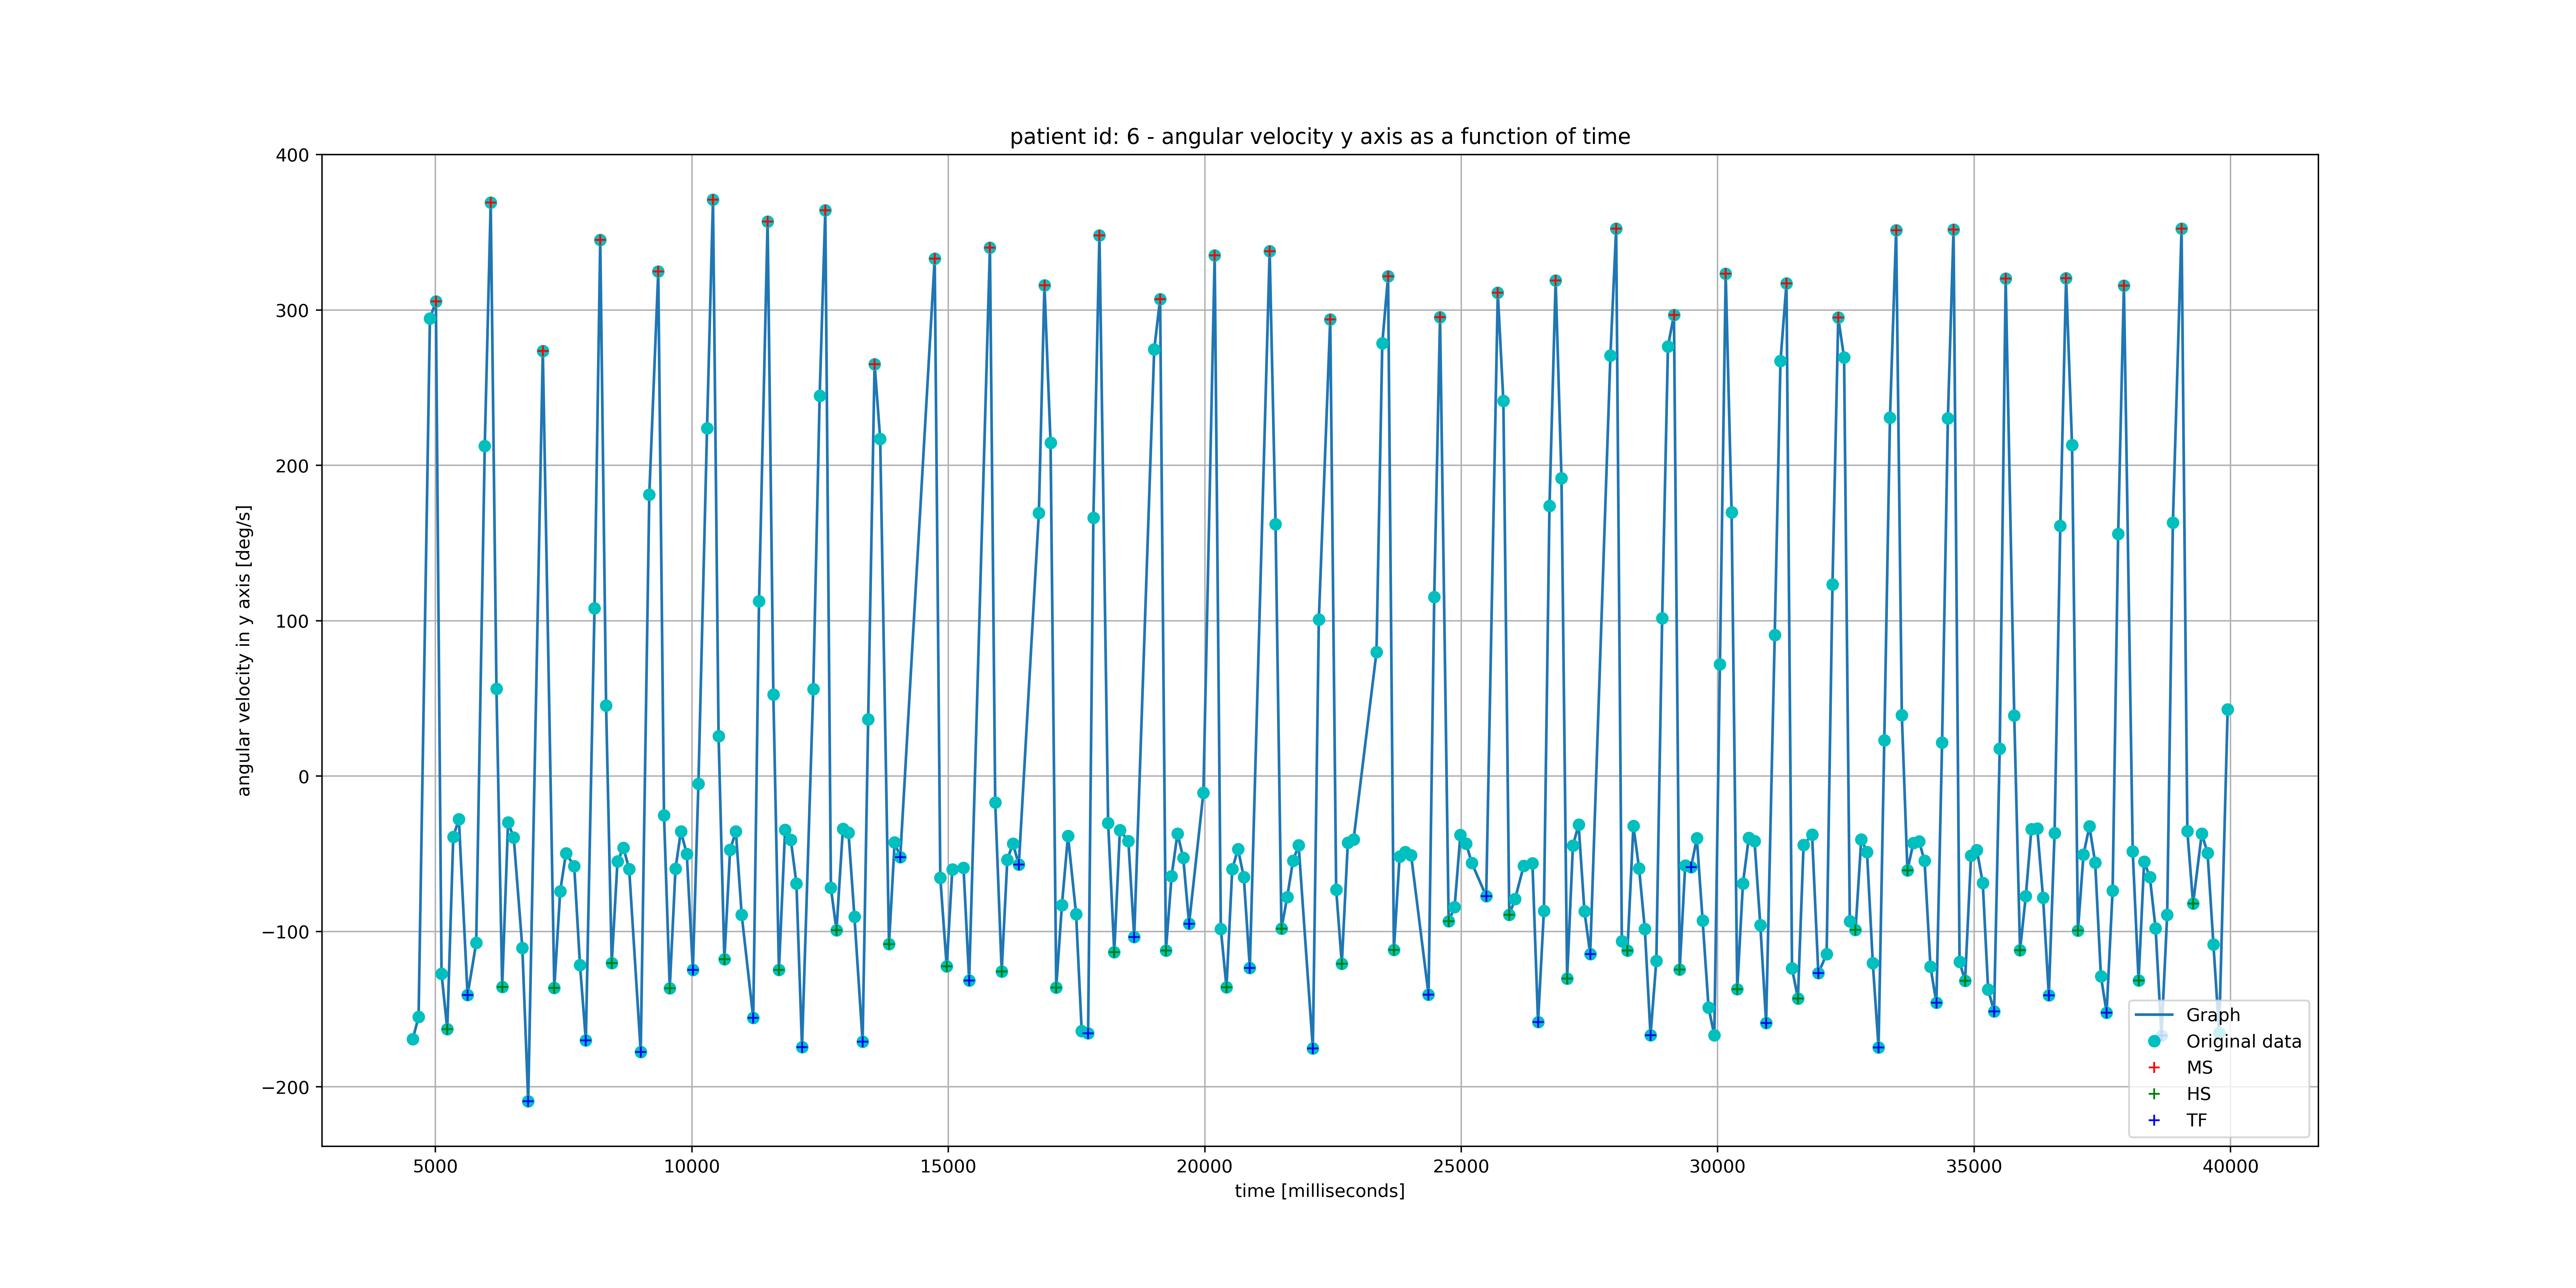 patient id: 6 - angular velocity y axis as a function of time
400
300
200
100
0
−100
−200
angular velocity in y axis [deg/s]
5000 10000 15000 20000 25000 30000 35000 40000
time [milliseconds]
Graph
Original data
MS
HS
TF